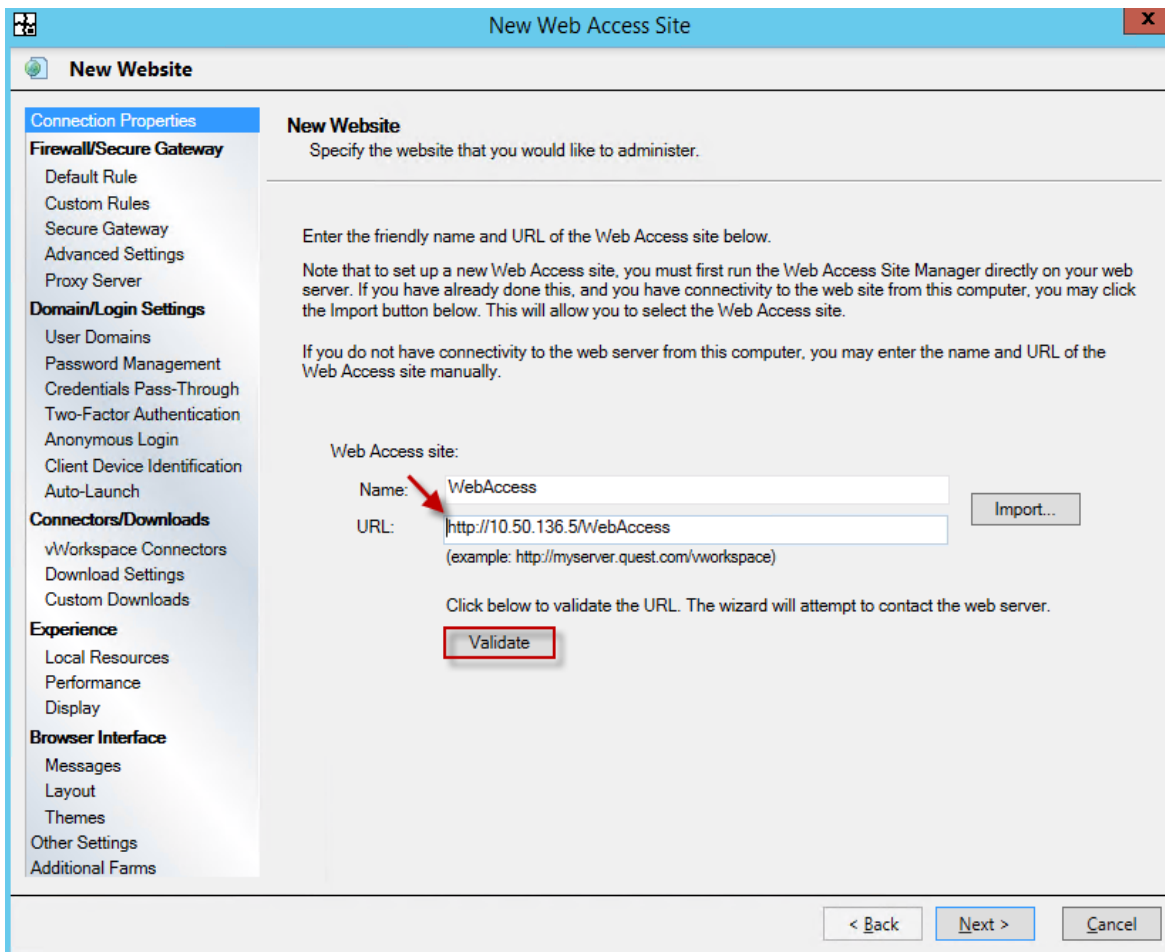 New Web Access Site
x
New Website
Connection Properties
Firewall/Secure Gateway
Default Rule
Custom Rules
Secure Gateway
Advanced Settings
Proxy Server
Domain/Login Settings
User Domains
Password Management
Credentials Pass-Through
Two-Factor Authentication
Anonymous Login
Client Device Identification
Auto-Launch
Connectors/Downloads
vWorkspace Connectors
Download Settings
Custom Downloads
Experience
Local Resources
Performance
Display
Browser Interface
Messages
Layout
Themes
Other Settings
Additional Farms
New Website
Specify the website that you would like to administer.
Enter the friendly name and URL of the Web Access site below.
Note that to set up a new Web Access site, you must first run the Web Access Site Manager directly on your web
server. If you have already done this, and you have connectivity to the web site from this computer, you may click
the Import button below. This will allow you to select the Web Access site.
If you do not have connectivity to the web server from this computer, you may enter the name and URL of the
Web Access site manually.
Web Access site:
Name: WebAccess
Import...
URL: http://10.50.136.5/WebAccess
(example: http://myserver.quest.com/vworkspace)
Click below to validate the URL. The wizard will attempt to contact the web server.
Validate
< Back Next > Cancel